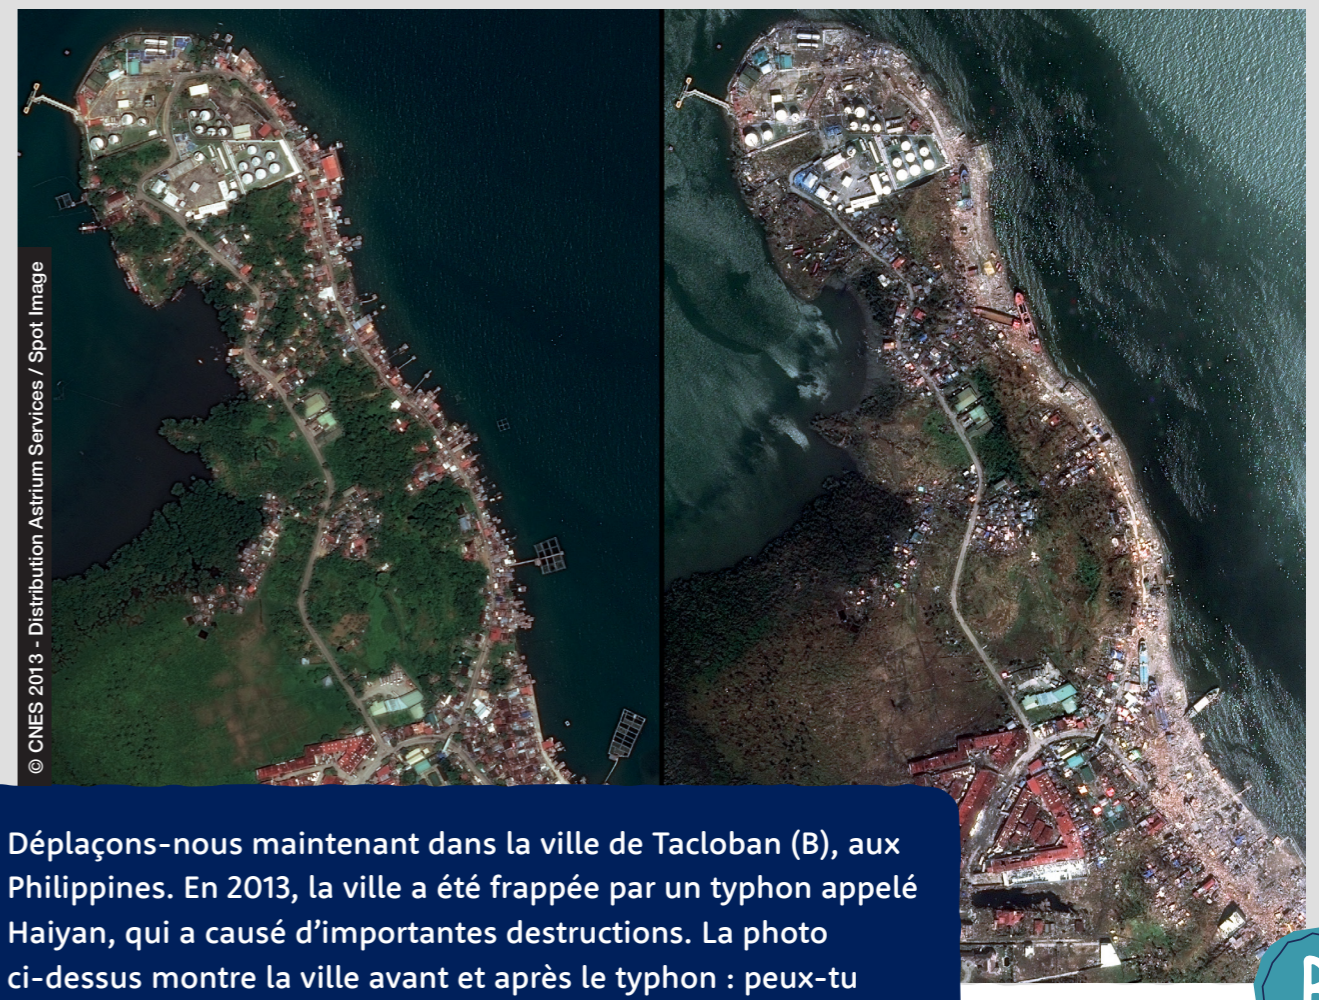 © CNES 2013 - Distribution Astrium Services / Spot Image
Déplaçons-nous maintenant dans la ville de Tacloban (B), aux
Philippines. En 2013, la ville a été frappée par un typhon appelé
Haiyan, qui a causé d’importantes destructions. La photo
ci-dessus montre la ville avant et après le typhon : peux-tu